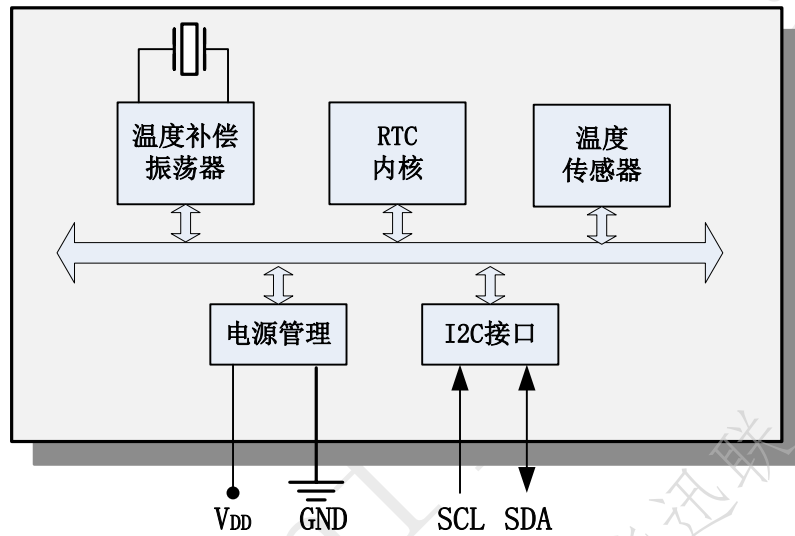 温度补偿
振荡器
RTC
内核
温度
传感器
电源管理
I2C接口
VDD
GND
SCL
SDA